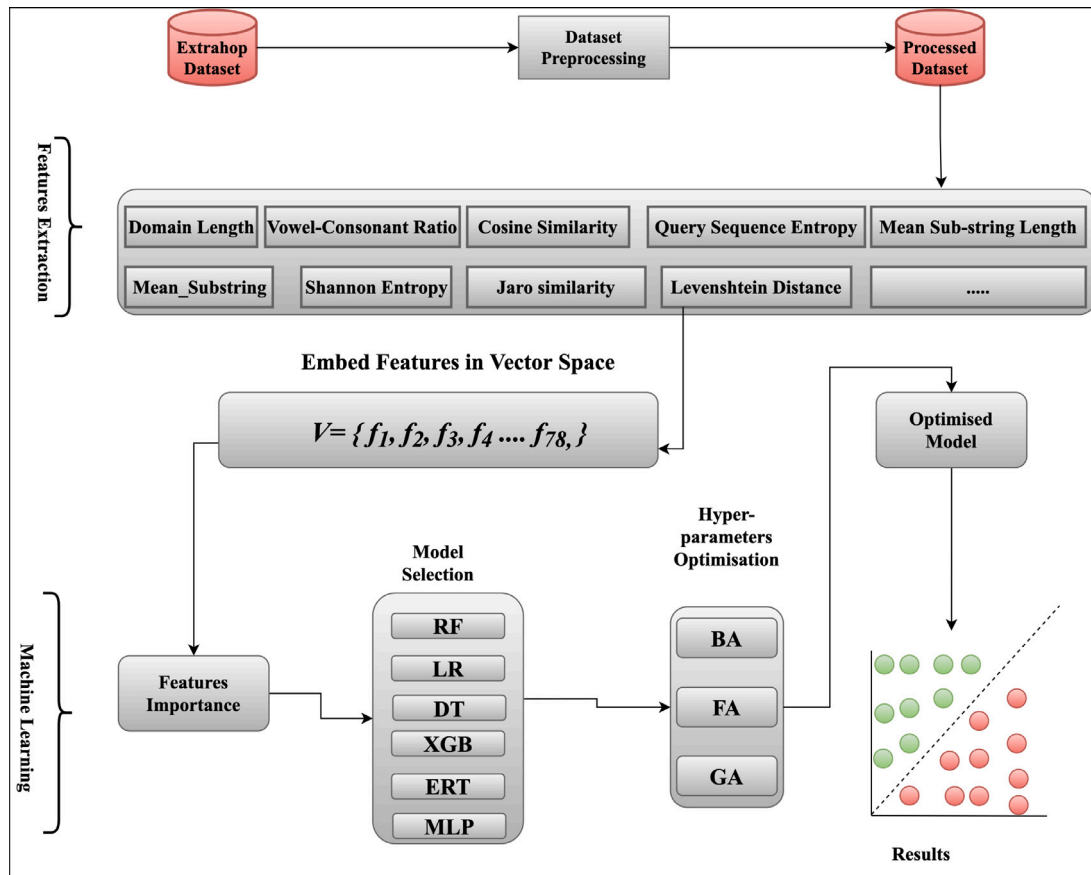 Extrahop
Dataset
Dataset
Preprocessing
Processed
Dataset
Features Extraction
Domain Length
Vowel-Consonant Ratio
Cosine Similarity
Query Sequence Entropy
Mean Sub-string Length
Mean_Substring
Shannon Entropy
Jaro similarity
Levenshtein Distance
.....
Embed Features in Vector Space
V= { f1, f2, f3, f4 .... f78, }
Optimised
Model
Machine Learning
Features
Importance
Model
Selection
RF
LR
DT
XGB
ERT
MLP
Hyper-
parameters
Optimisation
BA
FA
GA
Results